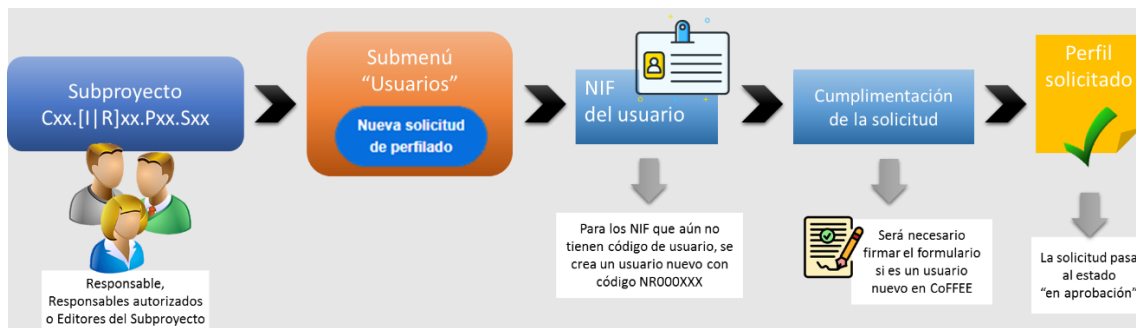 Subproyecto
Cxx.[I|R]xx.Pxx.Sxx
Responsable,
Responsables autorizados
o Editores del Subproyecto
Submenú
“Usuarios”
Nueva solicitud
de perfilado
NIF
del usuario
Para los NIF que aún no
tienen código de usuario, se
crea un usuario nuevo con
código NR000XXX
Cumplimentación
de la solicitud
Será necesario
firmar el formulario
si es un usuario
nuevo en CoFFEE
Perfil
solicitado
La solicitud pasa
al estado
“en aprobación”